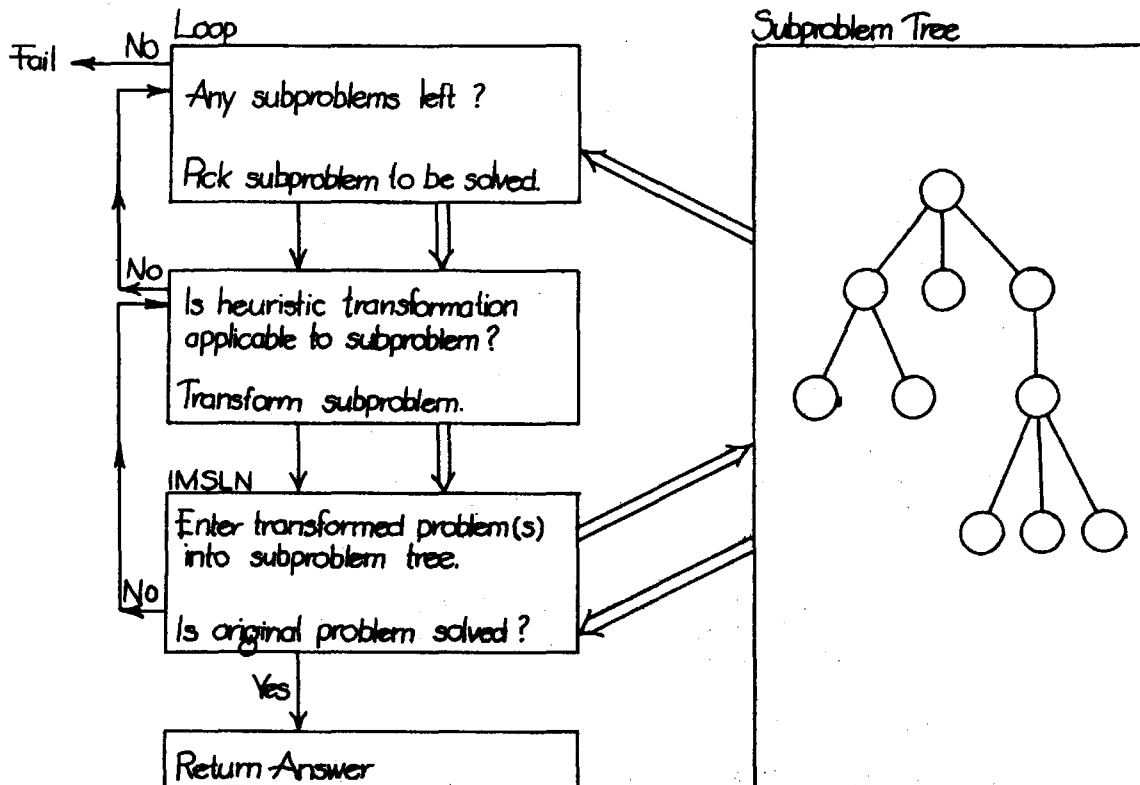 Loop
Subproblem Tree
Fail
No
Any subproblems left ?
Pick subproblem to be solved.
No
Is heuristic transformation
applicable to subproblem ?
Transform subproblem.
IMSLN
Enter transformed problem(s)
into subproblem tree.
No
Is original problem solved ?
Yes
Return Answer